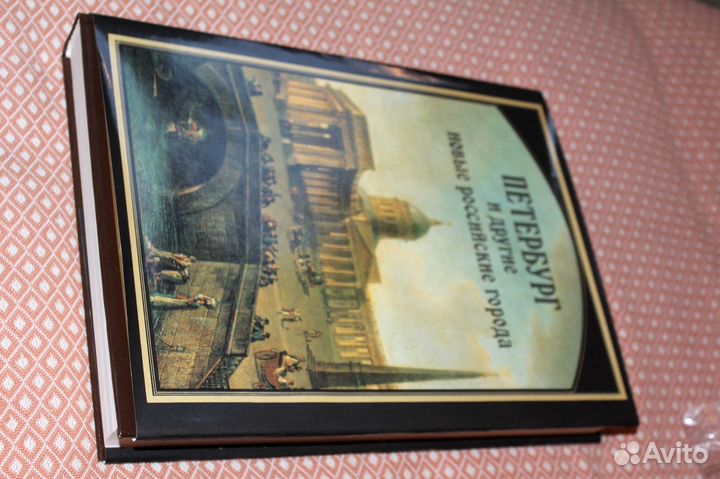 ПЕТЕРБУРГ
и другие
новые российские города
Avito